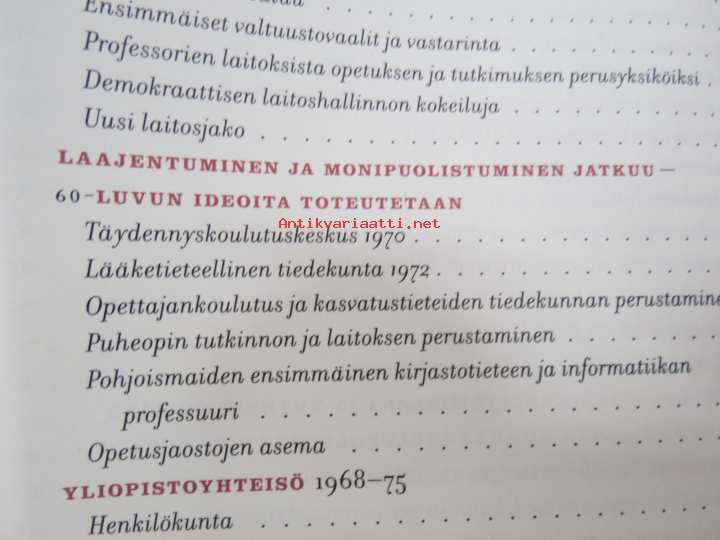 Ensimmäiset valtuustovaalit ja vastarinta . . . . . . . .
Professorien laitoksista opetuksen ja tutkimuksen perusyksiköiksi .
Demokraattisen laitoshallinnon kokeiluja . . . . . . . .
Uusi laitosjako . . . . . . . . . . . . . . . . .
LAAJENTUMINEN JA MONIPUOLISTUMINEN JATKUU —
60-LUVUN IDEOITA TOTEUTETAAN
Antikvariaatti.net
Täydennyskoulutuskeskus 1970 . . . . . . . . . . . .
Lääketieteellinen tiedekunta 1972 . . . . . . . . . . .
Opettajankoulutus ja kasvatustieteiden tiedekunnan perustamine
Puheopin tutkinnon ja laitoksen perustaminen . . . . . .
Pohjoismaiden ensimmäinen kirjastotieteen ja informatiikan
professuuri . . . . . . . . . . . . . . . . . .
Opetusjaostojen asema . . . . . . . . . . . . . .
YLIOPISTOYHTEISÖ 1968–75
Henkilökunta . . . . . . . . . . . . . . . . .